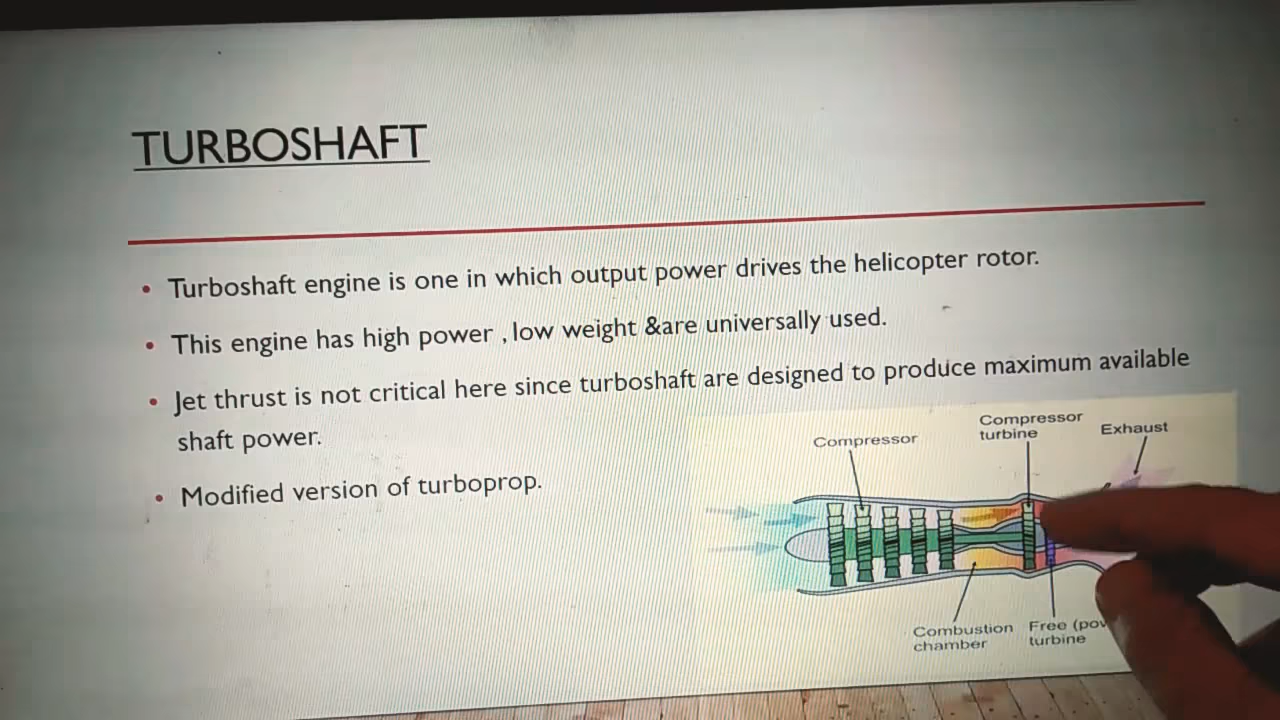 TURBOSHAFT
• Turboshaft engine is one in which output power drives the helicopter rotor.
• This engine has high power , low weight &are universally used.
• Jet thrust is not critical here since turboshaft are designed to produce maximum available
shaft power.
• Modified version of turboprop.
Compressor
Compressor
turbine
Exhaust
Combustion
chamber
Free
turbine